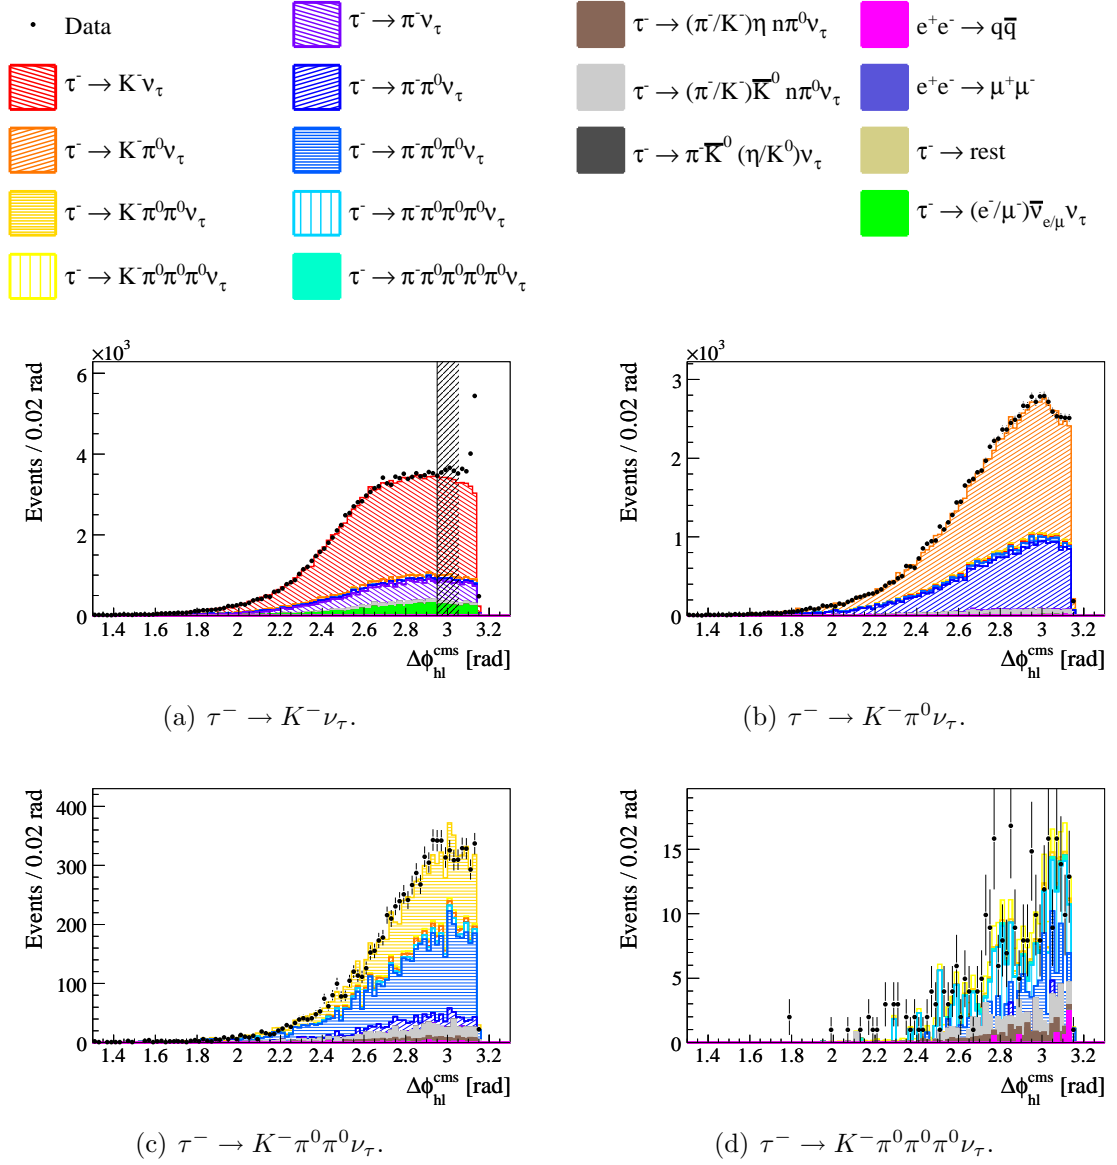 Data
τ⁻ → K⁻ν_τ
τ⁻ → K⁻π⁰ν_τ
τ⁻ → K⁻π⁰π⁰ν_τ
τ⁻ → K⁻π⁰π⁰π⁰ν_τ
τ⁻ → π⁻ν_τ
τ⁻ → π⁻π⁰ν_τ
τ⁻ → π⁻π⁰π⁰ν_τ
τ⁻ → π⁻π⁰π⁰π⁰ν_τ
τ⁻ → π⁻π⁰π⁰π⁰π⁰ν_τ
τ⁻ → (π⁻/K⁻)η nπ⁰ν_τ
τ⁻ → (π⁻/K⁻)K̅⁰ nπ⁰ν_τ
τ⁻ → π⁻K̅⁰ (η/K⁰)ν_τ
e⁺e⁻ → qq̅
e⁺e⁻ → μ⁺μ⁻
τ⁻ → rest
τ⁻ → (e⁻/μ⁻)ν̅_{e/μ} ν_τ
×10³
Events / 0.02 rad
6
4
2
0
1.4 1.6 1.8 2 2.2 2.4 2.6 2.8 3 3.2
Δϕ_hl^cms [rad]
(a) τ⁻ → K⁻ν_τ.
×10³
Events / 0.02 rad
3
2
1
0
1.4 1.6 1.8 2 2.2 2.4 2.6 2.8 3 3.2
Δϕ_hl^cms [rad]
(b) τ⁻ → K⁻π⁰ν_τ.
Events / 0.02 rad
400
300
200
100
0
1.4 1.6 1.8 2 2.2 2.4 2.6 2.8 3 3.2
Δϕ_hl^cms [rad]
(c) τ⁻ → K⁻π⁰π⁰ν_τ.
Events / 0.02 rad
15
10
5
0
1.4 1.6 1.8 2 2.2 2.4 2.6 2.8 3 3.2
Δϕ_hl^cms [rad]
(d) τ⁻ → K⁻π⁰π⁰π⁰ν_τ.